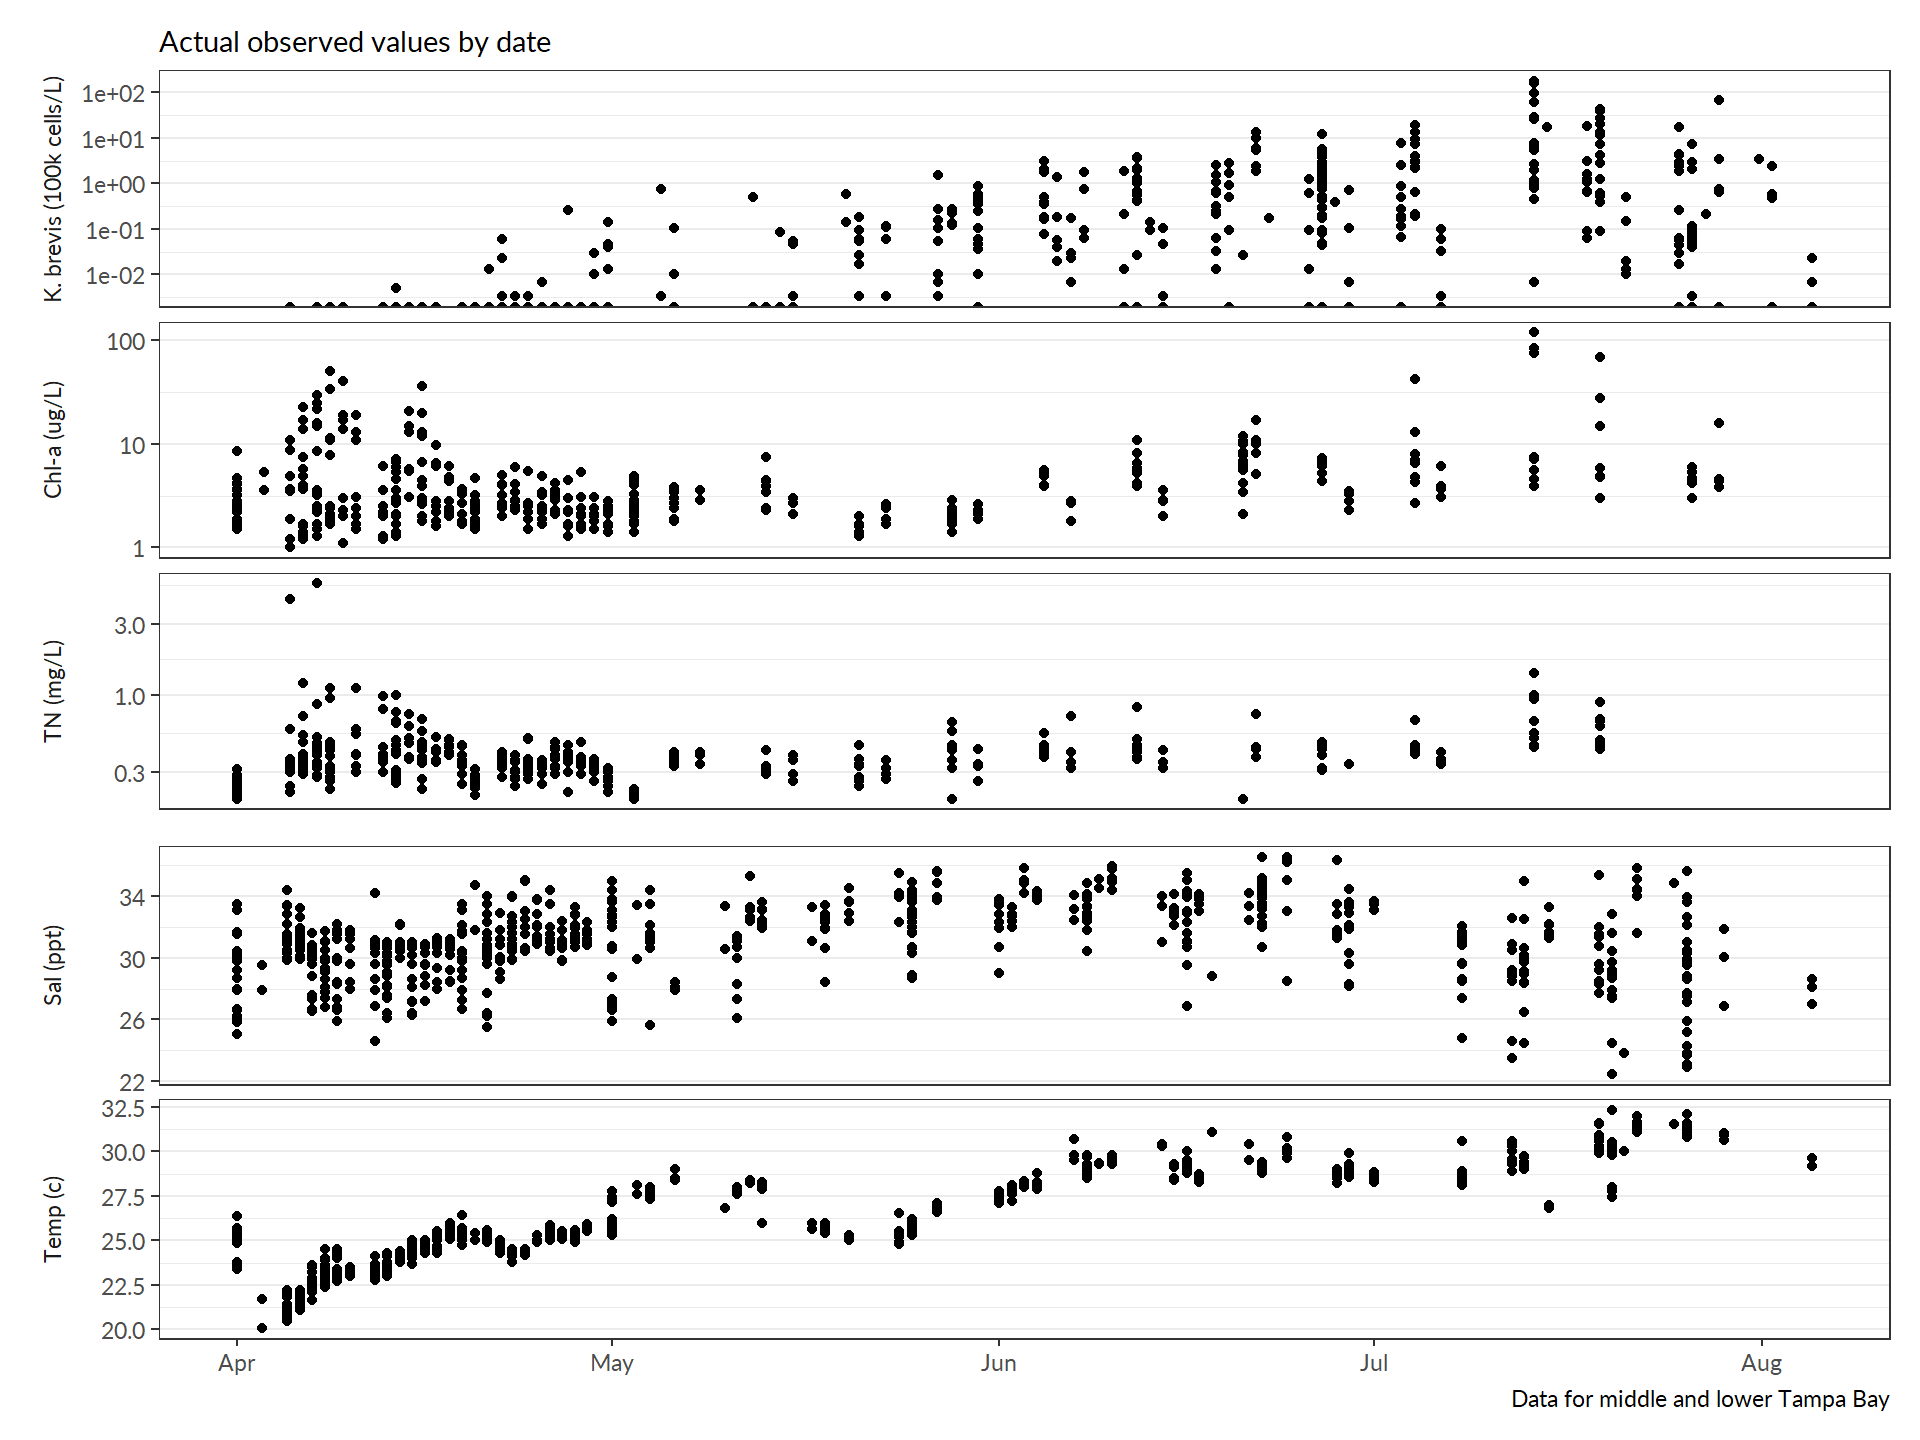 Actual observed values by date
K. brevis (100k cells/L)
1e+02
1e+01
1e+00
1e-01
1e-02
Chl-a (ug/L)
100
10
1
TN (mg/L)
3.0
1.0
0.3
Sal (ppt)
34
30
26
22
Temp (c)
32.5
30.0
27.5
25.0
22.5
20.0
Apr May Jun Jul Aug
Data for middle and lower Tampa Bay